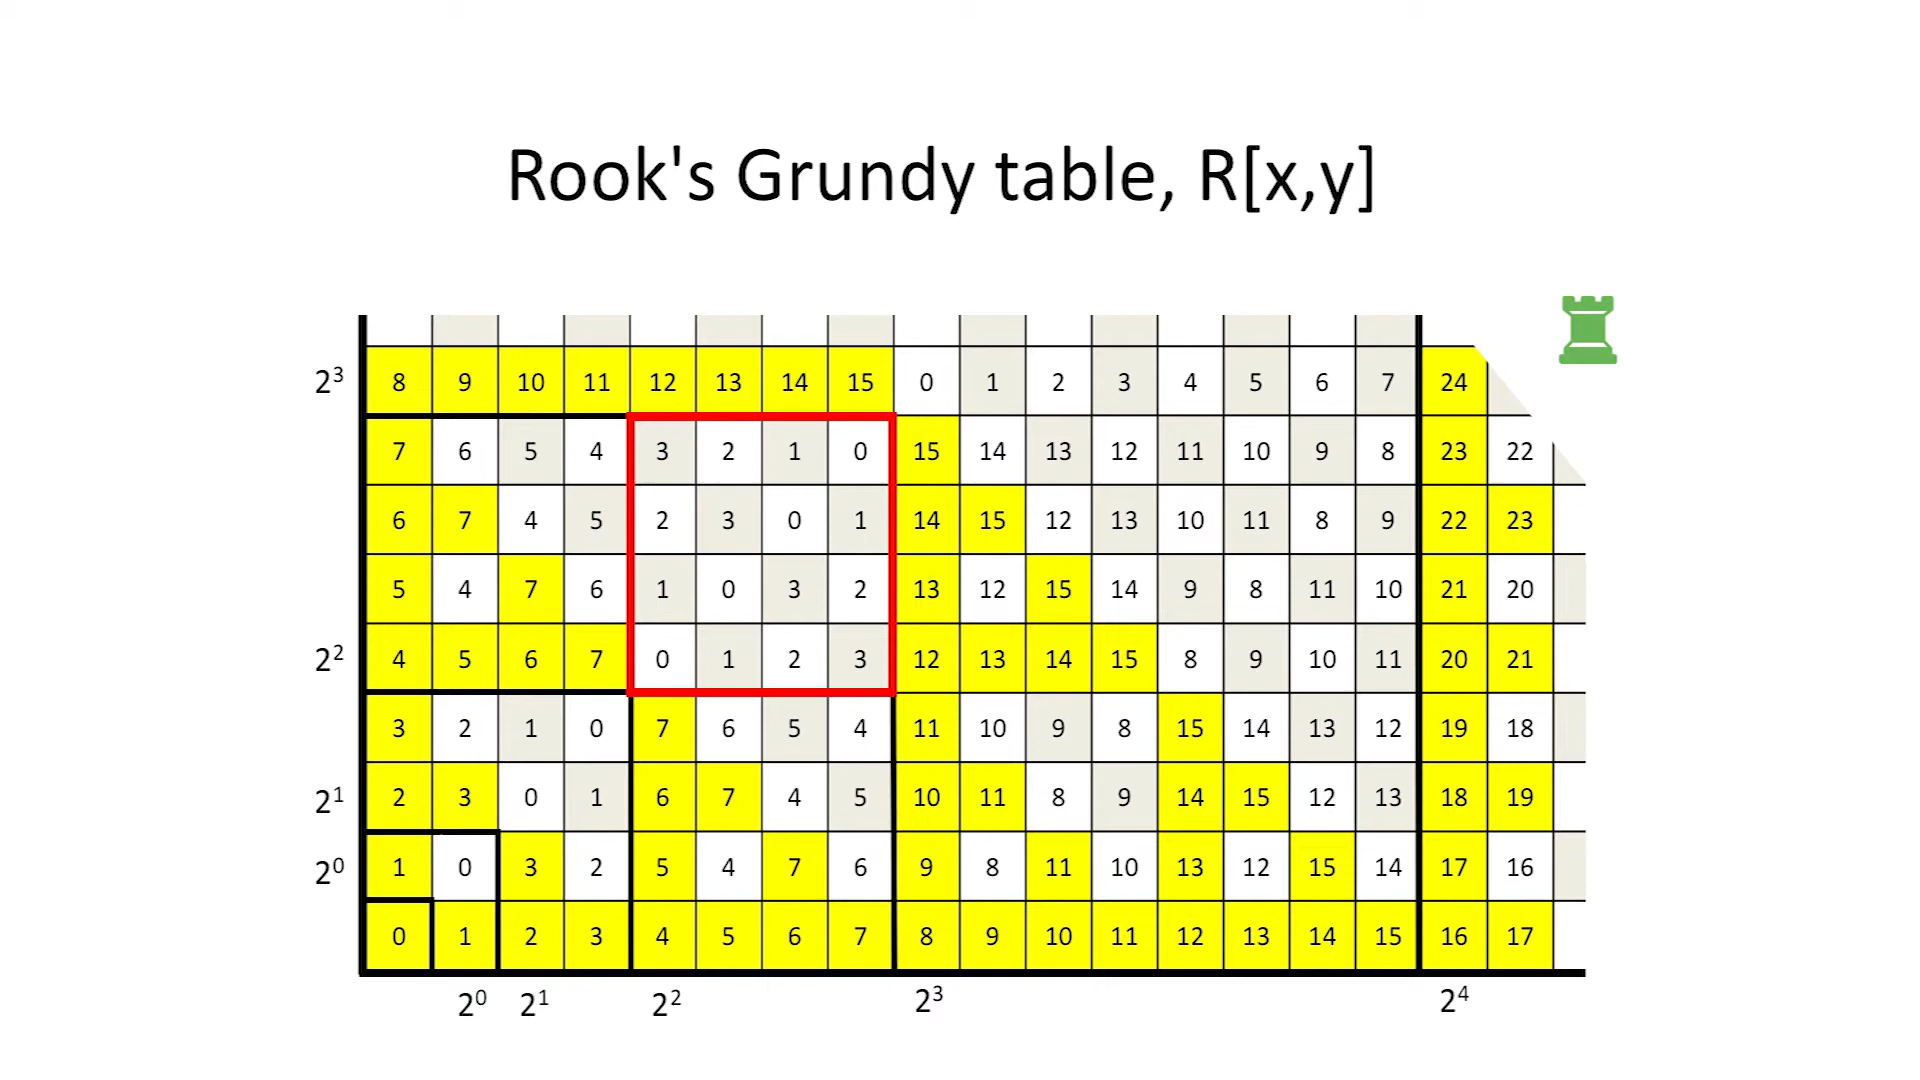 Rook's Grundy table, R[x,y]
2³ 8 9 10 11 12 13 14 15 0 1 2 3 4 5 6 7 24
7 6 5 4 3 2 1 0 15 14 13 12 11 10 9 8 23 22
6 7 4 5 2 3 0 1 14 15 12 13 10 11 8 9 22 23
5 4 7 6 1 0 3 2 13 12 15 14 9 8 11 10 21 20
2² 4 5 6 7 0 1 2 3 12 13 14 15 8 9 10 11 20 21
3 2 1 0 7 6 5 4 11 10 9 8 15 14 13 12 19 18
2¹ 2 3 0 1 6 7 4 5 10 11 8 9 14 15 12 13 18 19
2⁰ 1 0 3 2 5 4 7 6 9 8 11 10 13 12 15 14 17 16
0 1 2 3 4 5 6 7 8 9 10 11 12 13 14 15 16 17
2⁰ 2¹ 2² 2³ 2⁴